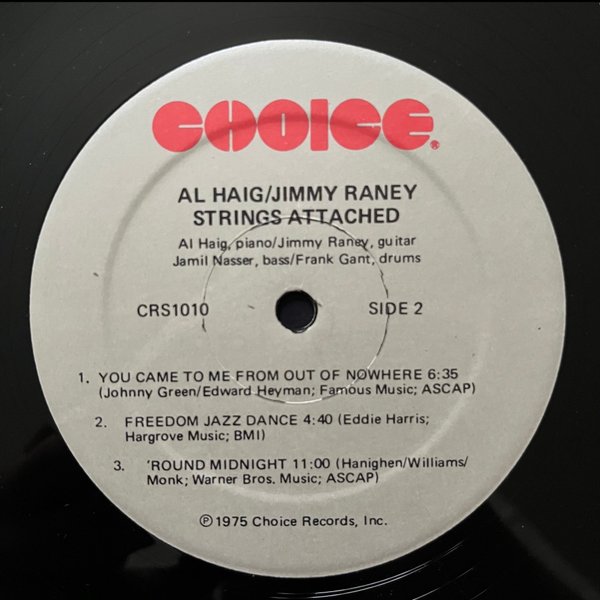 CHOICE®
AL HAIG/JIMMY RANEY
STRINGS ATTACHED
Al Haig, piano/Jimmy Raney, guitar
Jamil Nasser, bass/Frank Gant, drums
CRS1010 SIDE 2
1. YOU CAME TO ME FROM OUT OF NOWHERE 6:35
(Johnny Green/Edward Heyman; Famous Music; ASCAP)
2. FREEDOM JAZZ DANCE 4:40 (Eddie Harris;
Hargrove Music; BMI)
3. 'ROUND MIDNIGHT 11:00 (Hanighen/Williams/
Monk; Warner Bros. Music; ASCAP)
℗ 1975 Choice Records, Inc.